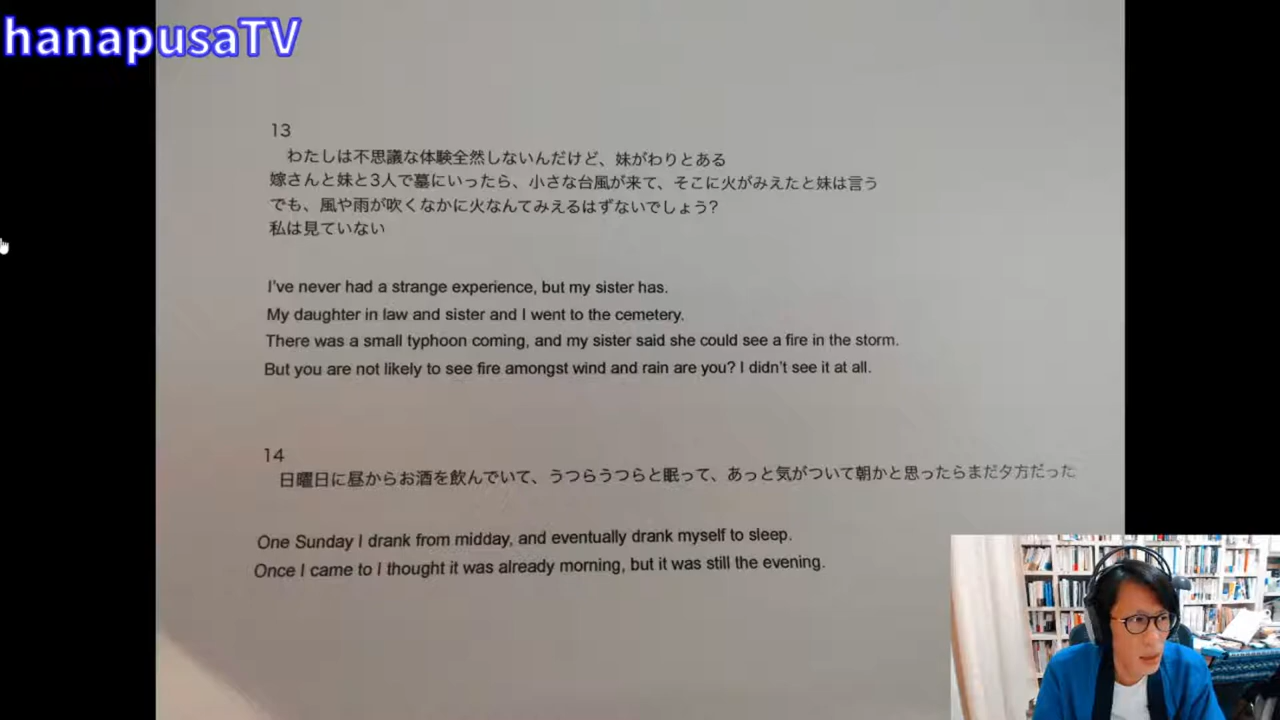 hanapusaTV
13
わたしは不思議な体験全然しないんだけど、妹がわりとある
嫁さんと妹と3人で墓にいったら、小さな台風が来て、そこに火がみえたと妹は言う
でも、風や雨が吹くなかに火なんてみえるはずないでしょう?
私は見ていない
I've never had a strange experience, but my sister has.
My daughter in law and sister and I went to the cemetery.
There was a small typhoon coming, and my sister said she could see a fire in the storm.
But you are not likely to see fire amongst wind and rain are you? I didn't see it at all.
14
日曜日に昼からお酒を飲んでいて、うつらうつらと眠って、あっと気がついて朝かと思ったらまだ夕方だった
One Sunday I drank from midday, and eventually drank myself to sleep.
Once I came to I thought it was already morning, but it was still the evening.